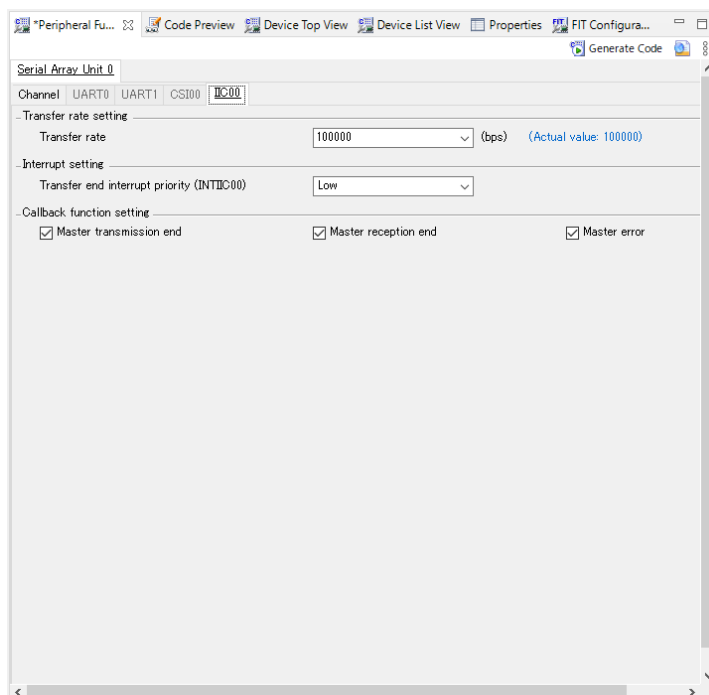 *Peripheral Fu... Code Preview Device Top View Device List View Properties FIT Configura...
Generate Code
Serial Array Unit 0
Channel UART0 UART1 CSI00 IIC00
Transfer rate setting
Transfer rate 100000 (bps) (Actual value: 100000)
Interrupt setting
Transfer end interrupt priority (INTIIC00) Low
Callback function setting
Master transmission end Master reception end Master error